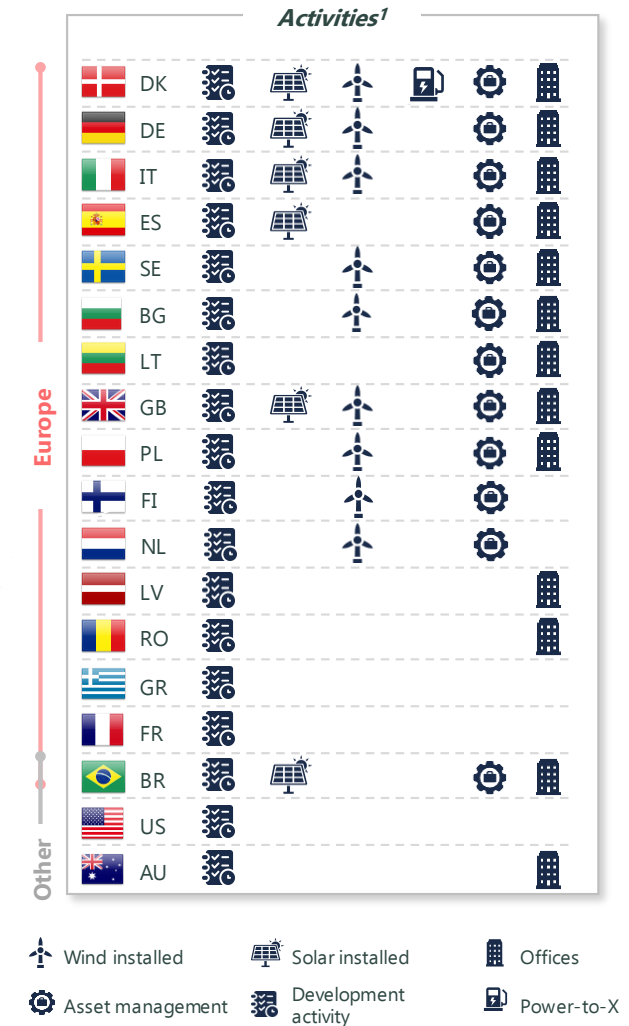 Activities1
DK
DE
IT
ES
SE
BG
LT
GB
PL
FI
NL
LV
RO
GR
FR
BR
US
AU
Europe
Other
Wind installed
Solar installed
Offices
Asset management
Development
activity
Power-to-X